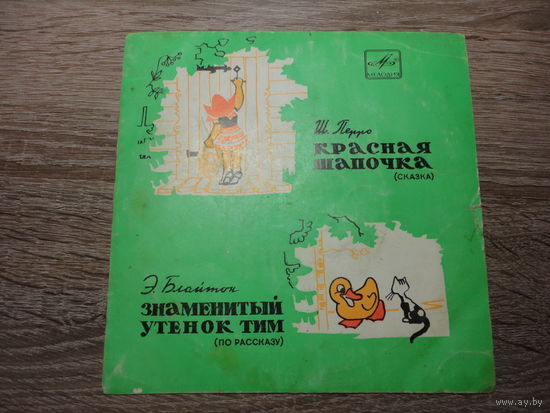 МЕЛОДИЯ
Ш. Перро
КРАСНАЯ
ШАПОЧКА
(СКАЗКА)
Э. Блайтон
ЗНАМЕНИТЫЙ
УТЕНОК ТИМ
(ПО РАССКАЗУ)
www.ay.by